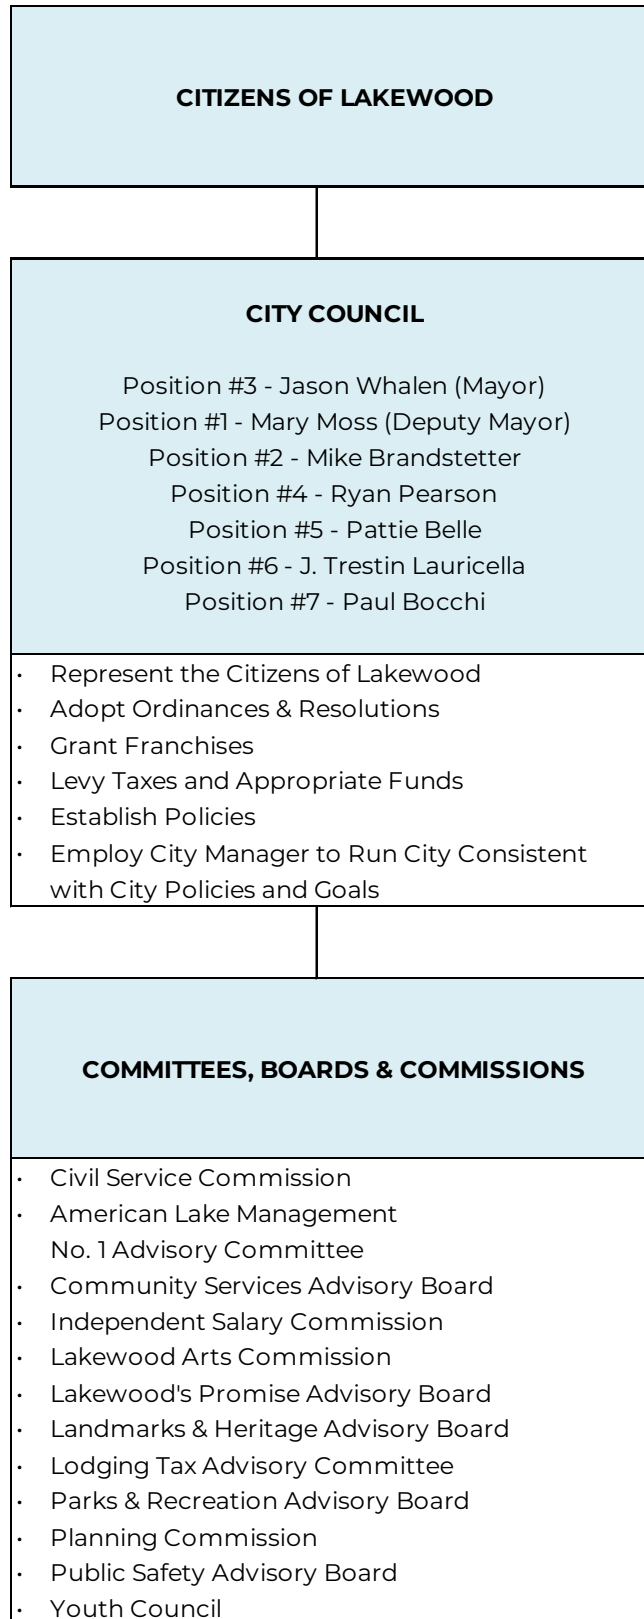 CITIZENS OF LAKEWOOD
CITY COUNCIL
Position #3 - Jason Whalen (Mayor)
Position #1 - Mary Moss (Deputy Mayor)
Position #2 - Mike Brandstetter
Position #4 - Ryan Pearson
Position #5 - Pattie Belle
Position #6 - J. Trestin Lauricella
Position #7 - Paul Bocchi
· Represent the Citizens of Lakewood
· Adopt Ordinances & Resolutions
· Grant Franchises
· Levy Taxes and Appropriate Funds
· Establish Policies
· Employ City Manager to Run City Consistent
with City Policies and Goals
COMMITTEES, BOARDS & COMMISSIONS
· Civil Service Commission
· American Lake Management
No. 1 Advisory Committee
· Community Services Advisory Board
· Independent Salary Commission
· Lakewood Arts Commission
· Lakewood's Promise Advisory Board
· Landmarks & Heritage Advisory Board
· Lodging Tax Advisory Committee
· Parks & Recreation Advisory Board
· Planning Commission
· Public Safety Advisory Board
· Youth Council